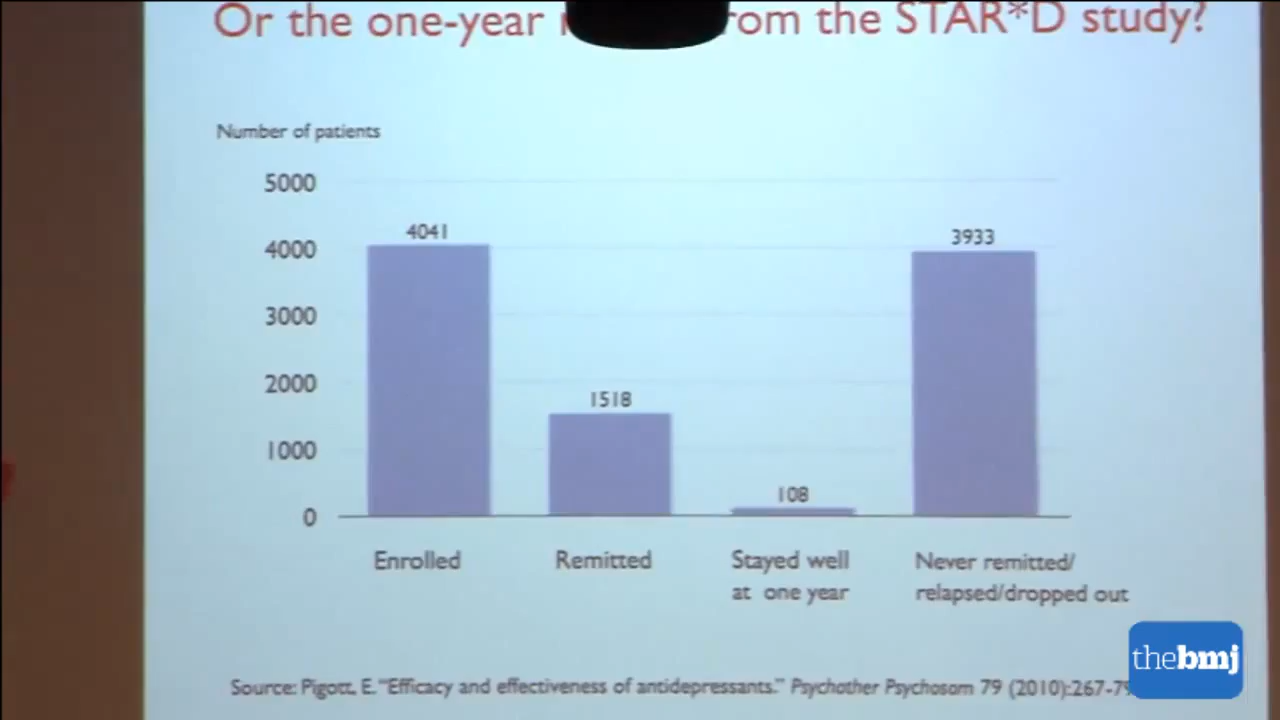 Or the one-year from the STAR*D study?
Number of patients
5000
4000
3000
2000
1000
0
4041
1518
108
3933
Enrolled
Remitted
Stayed well
at one year
Never remitted/
relapsed/dropped out
Source: Pigott, E. "Efficacy and effectiveness of antidepressants." Psychother Psychosom 79 (2010):267-79
thebmj